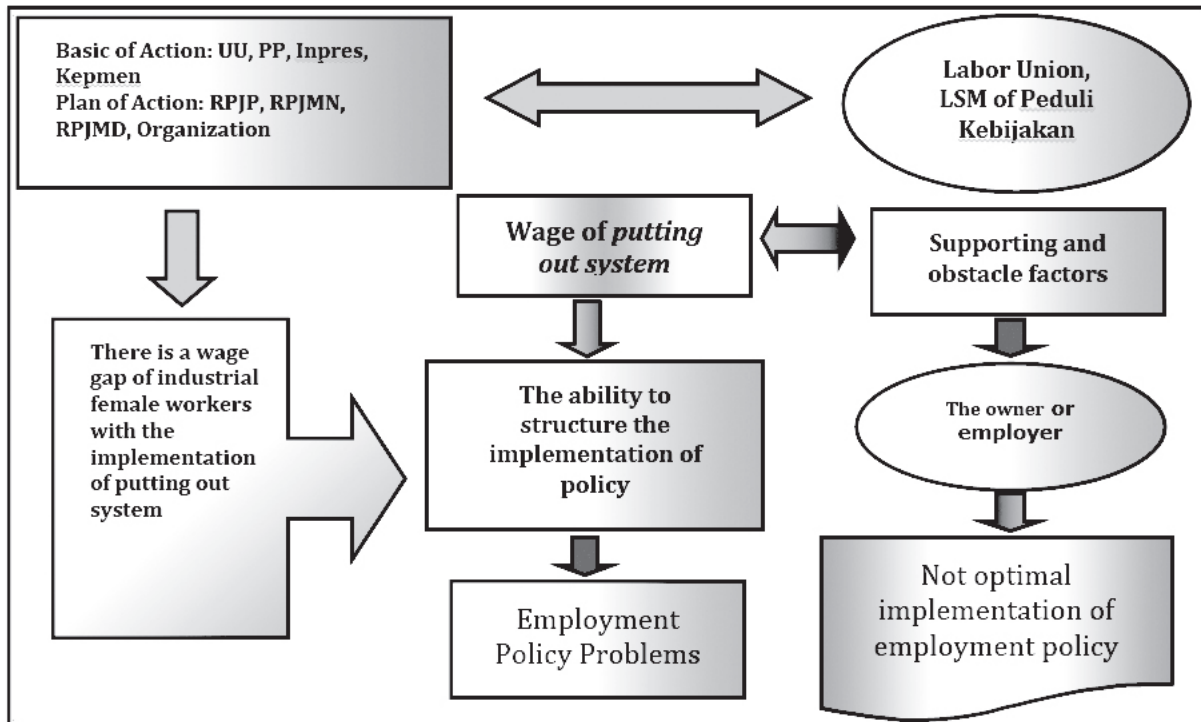 Basic of Action: UU, PP, Inpres,
Kepmen
Plan of Action: RPJP, RPJMN,
RPJMD, Organization
Labor Union,
LSM of Peduli
Kebijakan
Wage of putting
out system
Supporting and
obstacle factors
There is a wage
gap of industrial
female workers
with the
implementation
of putting out
system
The ability to
structure the
implementation of
policy
The owner or
employer
Employment
Policy Problems
Not optimal
implementation of
employment policy